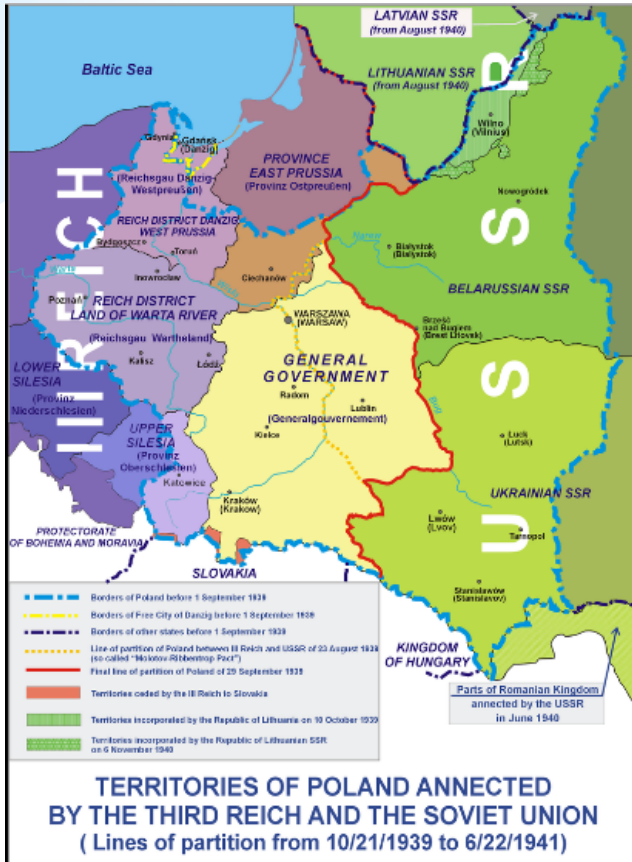 LATVIAN SSR
(from August 1940)
Baltic Sea
LITHUANIAN SSR
(from August 1940)
Wilno
(Vilnius)
Gdynia
Gdańsk
(Danzig)
PROVINCE
EAST PRUSSIA
(Provinz Ostpreußen)
(Reichsgau Danzig-
Westpreußen)
Nowogródek
REICH DISTRICT DANZIG
WEST PRUSSIA
Bydgoszcz
Toruń
Narew
Białystok
(Bialystok)
Inowrocław
Ciechanów
Warta
Wisła
BELARUSSIAN SSR
Poznań
REICH DISTRICT
LAND OF WARTA RIVER
(Reichsgau Wartheland)
WARSZAWA
(WARSAW)
Brześć
nad Bugiem
(Brest Litovsk)
Kalisz
Łódź
GENERAL
GOVERNMENT
(Generalgouvernement)
LOWER
SILESIA
(Provinz
Niederschlesien)
Radom
Lublin
Bug
UPPER
SILESIA
(Provinz
Oberschlesien)
Kielce
Łuck
(Lutsk)
Katowice
UKRAINIAN SSR
Kraków
(Krakow)
Lwów
(Lvov)
Tarnopol
PROTECTORATE
OF BOHEMIA AND MORAVIA
SLOVAKIA
Stanisławów
(Stanislavov)
III REICH
USSR
KINGDOM
OF HUNGARY
Parts of Romanian Kingdom
annected by the USSR
in June 1940
Borders of Poland before 1 September 1939
Borders of Free City of Danzig before 1 September 1939
Borders of other states before 1 September 1939
Line of partition of Poland between III Reich and USSR of 23 August 1939
(so called "Molotov-Ribbentrop Pact")
Final line of partition of Poland of 29 September 1939
Territories ceded by the III Reich to Slovakia
Territories incorporated by the Republic of Lithuania on 10 October 1939
Territories incorporated by the Republic of Lithuanian SSR
on 6 November 1940
TERRITORIES OF POLAND ANNECTED
BY THE THIRD REICH AND THE SOVIET UNION
( Lines of partition from 10/21/1939 to 6/22/1941)